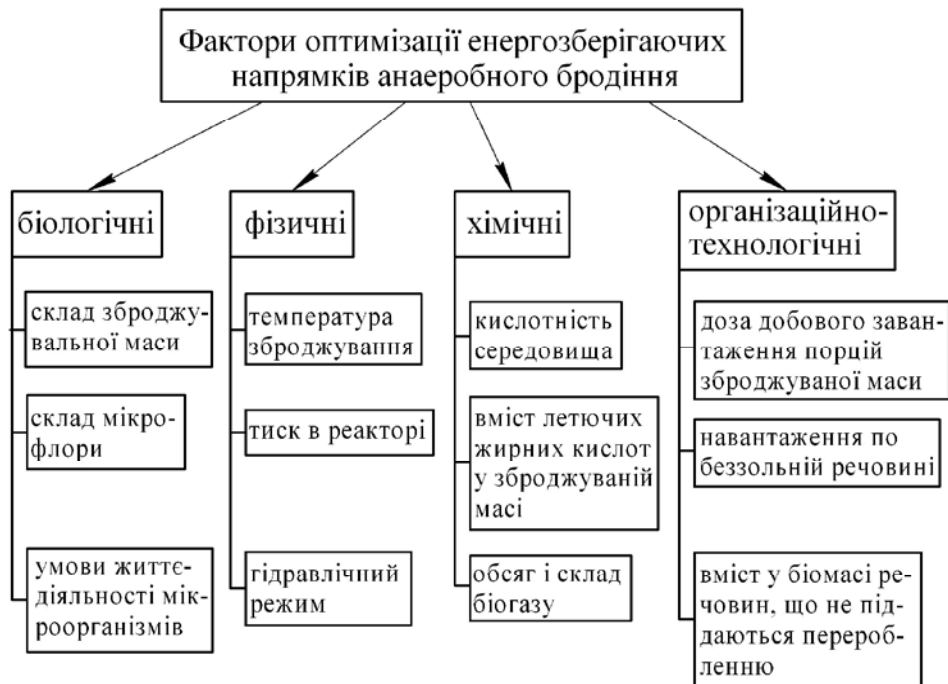 Фактори оптимізації енергозберігаючих
напрямків анаеробного бродіння
біологічні
склад зброджу-
вальної маси
склад мікро-
флори
умови життє-
діяльності мік-
роорганізмів
фізичні
температура
зброджування
тиск в реакторі
гідравлічний
режим
хімічні
кислотність
середовища
вміст летючих
жирних кислот
у зброджуваній
масі
обсяг і склад
біогазу
організаційно-
технологічні
доза добового заван-
таження порцій
зброджуваної маси
навантаження по
беззольній речовині
вміст у біомасі ре-
човин, що не під-
даються перероб-
ленню